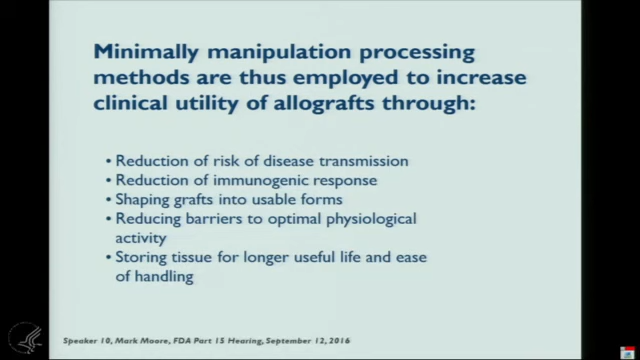 Minimally manipulation processing
methods are thus employed to increase
clinical utility of allografts through:
• Reduction of risk of disease transmission
• Reduction of immunogenic response
• Shaping grafts into usable forms
• Reducing barriers to optimal physiological
activity
• Storing tissue for longer useful life and ease
of handling
Speaker 10, Mark Moore, FDA Part 15 Hearing, September 12, 2016